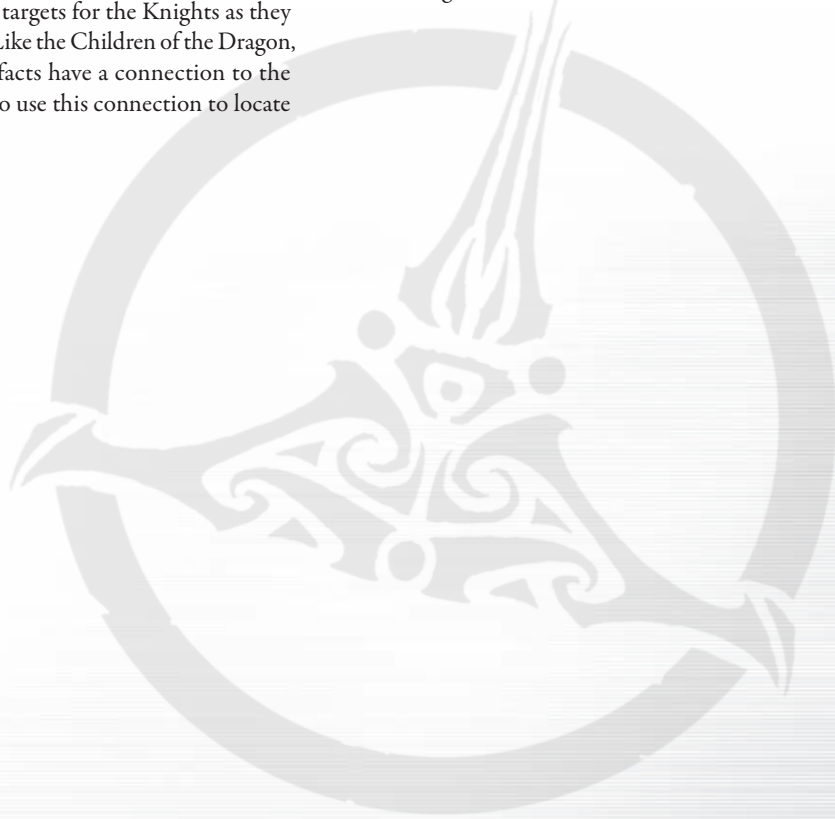 targets for the Knights as they
Like the Children of the Dragon,
facts have a connection to the
o use this connection to locate